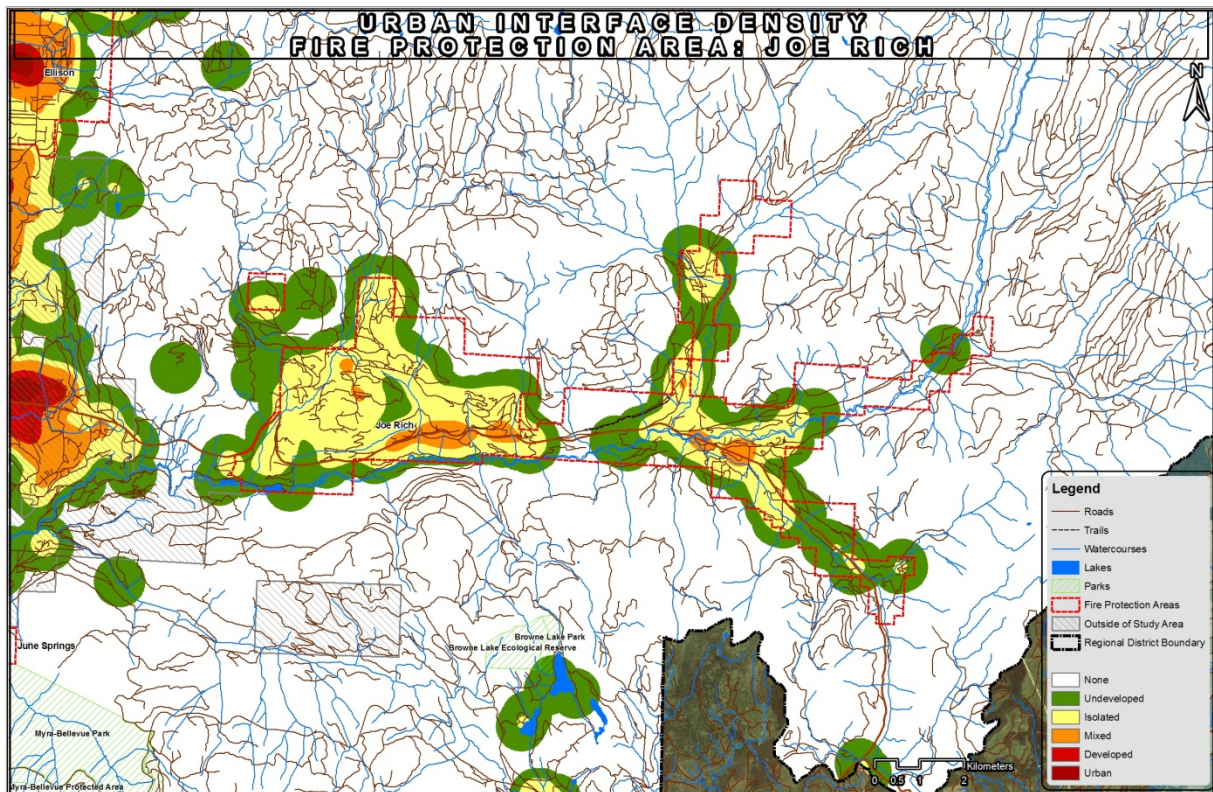 URBAN INTERFACE DENSITY
FIRE PROTECTION AREA: JOE RICH
N
Ellison
Joe Rich
June Springs
Browne Lake Park
Browne Lake Ecological Reserve
Myra-Bellevue Park
Myra-Bellevue Protected Area
Legend
Roads
Trails
Watercourses
Lakes
Parks
Fire Protection Areas
Outside of Study Area
Regional District Boundary
None
Undeveloped
Isolated
Mixed
Developed
Urban
Kilometers
0 0.5 1 2